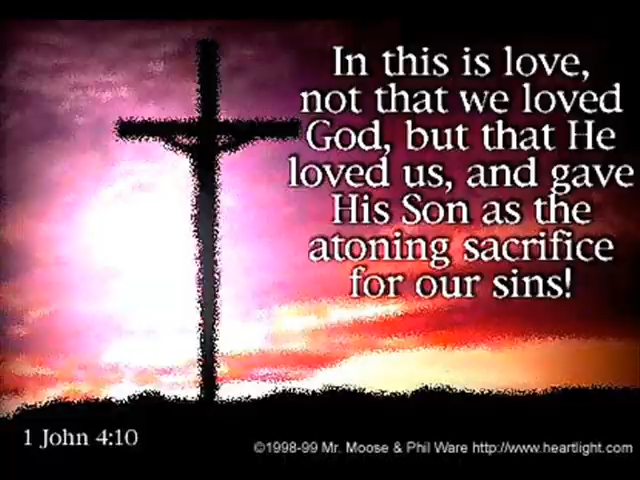 In this is love,
not that we loved
God, but that He
loved us, and gave
His Son as the
atoning sacrifice
for our sins!
1 John 4:10
©1998-99 Mr. Moose & Phil Ware http://www.heartlight.com